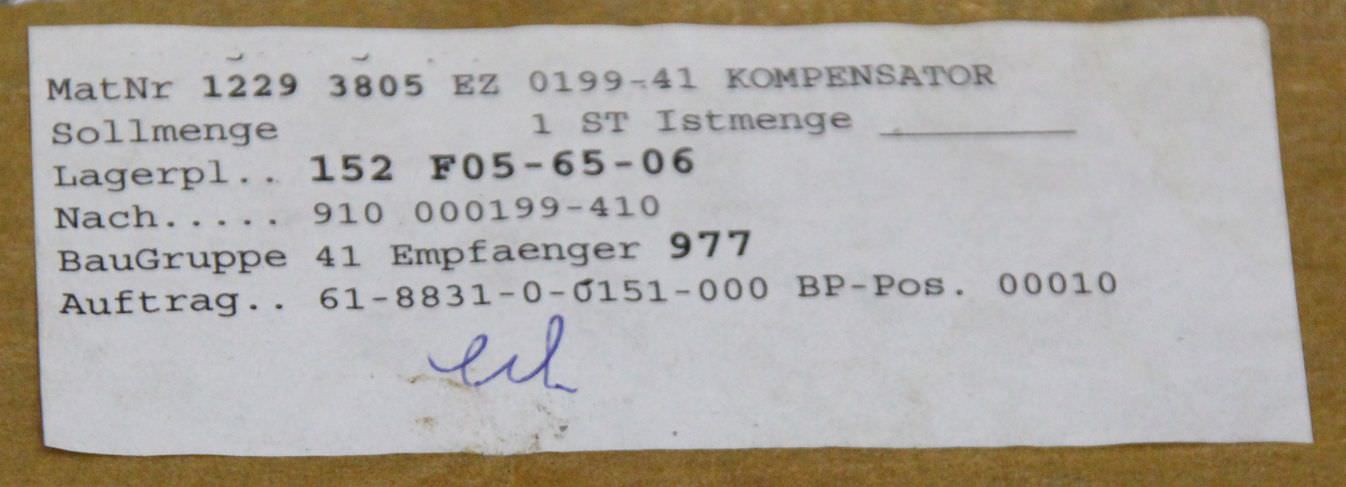 MatNr 1229 3805 EZ 0199-41 KOMPENSATOR
Sollmenge 1 ST Istmenge ________
Lagerpl.. 152 F05-65-06
Nach..... 910 000199-410
BauGruppe 41 Empfaenger 977
Auftrag.. 61-8831-0-0151-000 BP-Pos. 00010